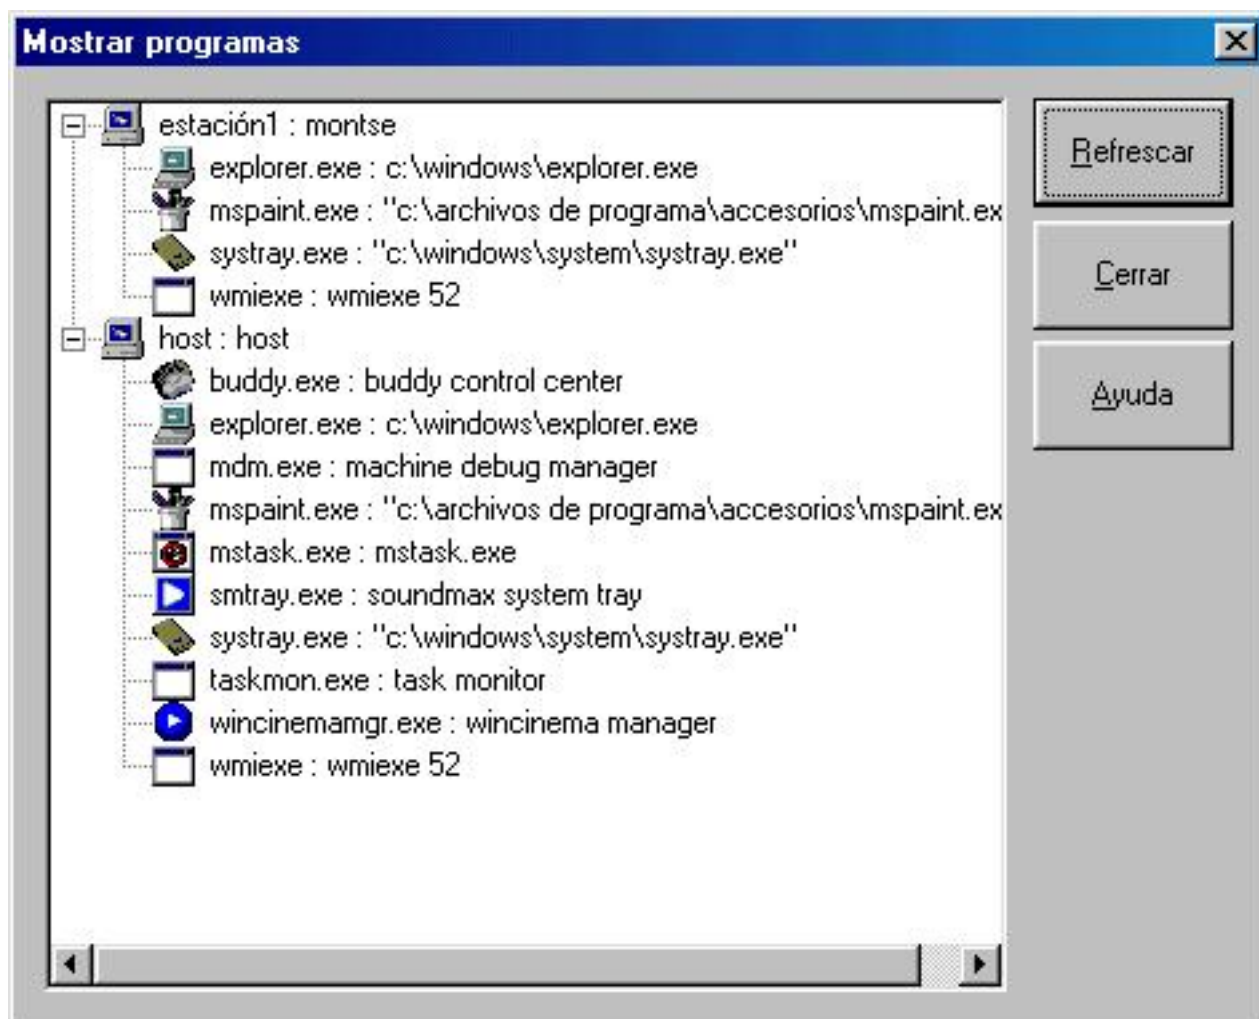 Mostrar programas
estación1 : montse
explorer.exe : c:\windows\explorer.exe
mspaint.exe : "c:\archivos de programa\accesorios\mspaint.ex
systray.exe : "c:\windows\system\systray.exe"
wmiexe : wmiexe 52
host : host
buddy.exe : buddy control center
explorer.exe : c:\windows\explorer.exe
mdm.exe : machine debug manager
mspaint.exe : "c:\archivos de programa\accesorios\mspaint.ex
mstask.exe : mstask.exe
smtray.exe : soundmax system tray
systray.exe : "c:\windows\system\systray.exe"
taskmon.exe : task monitor
wincinemamgr.exe : wincinema manager
wmiexe : wmiexe 52
Refrescar
Cerrar
Ayuda